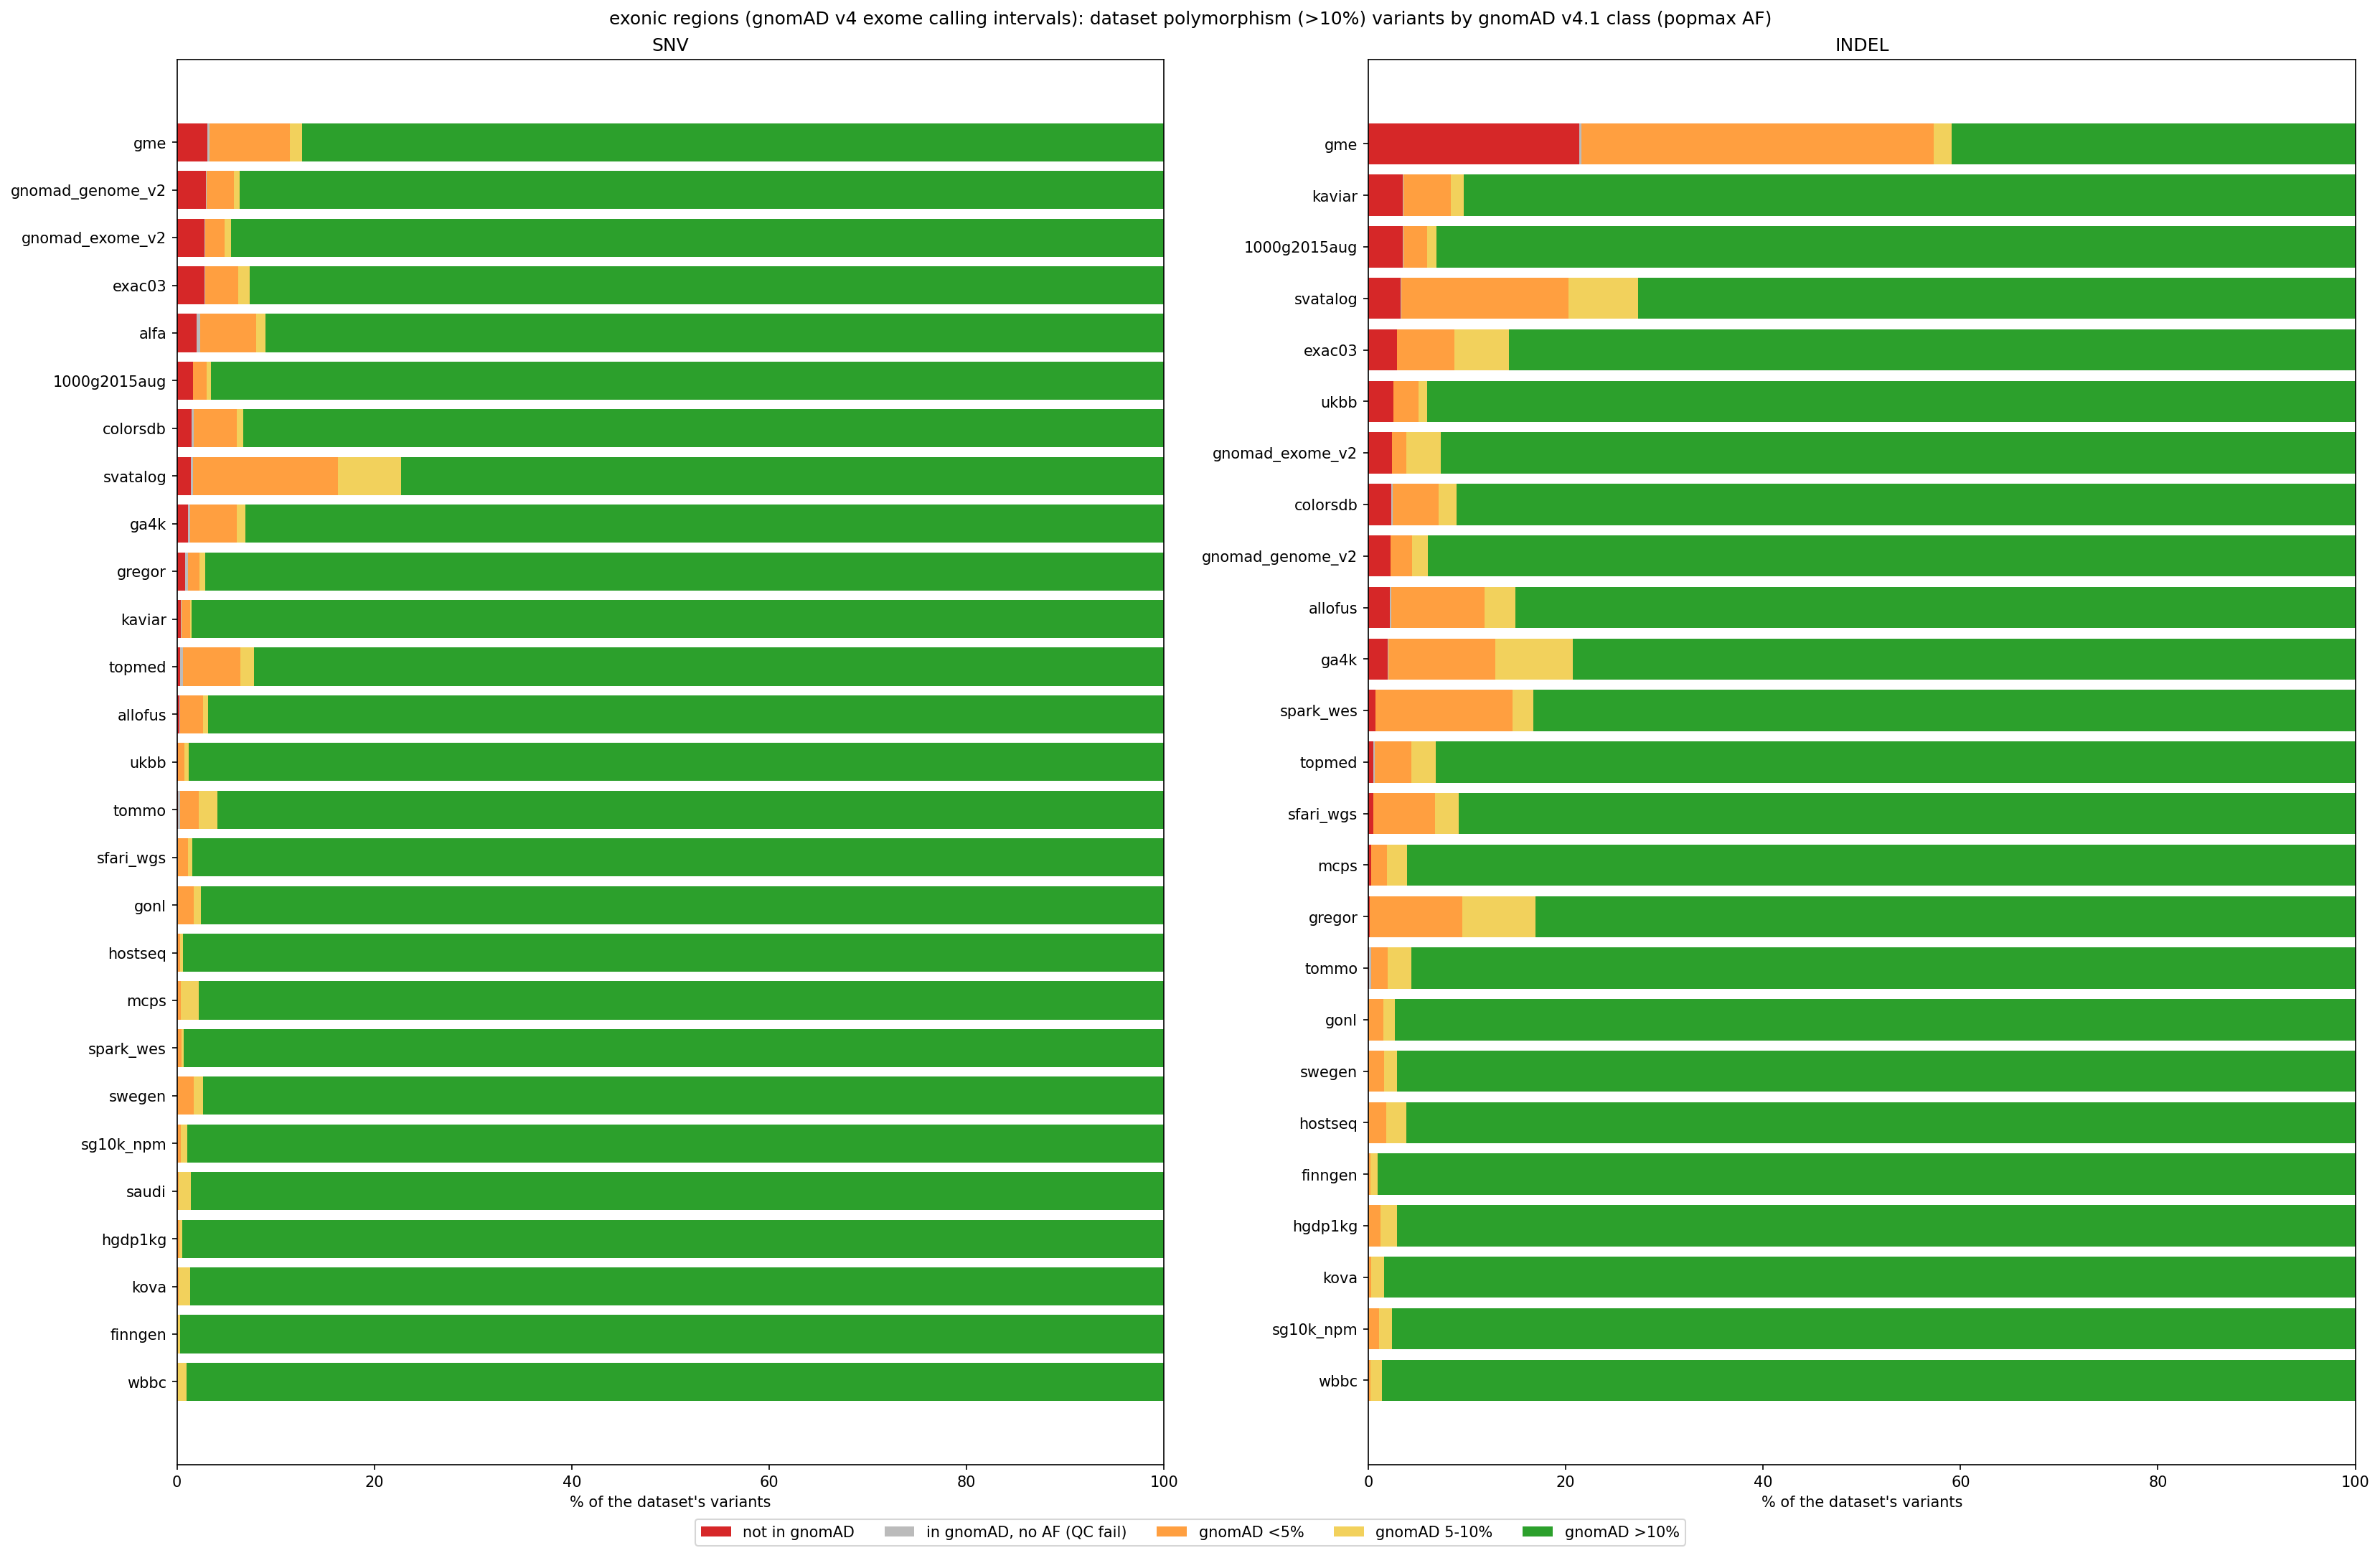 exonic regions (gnomAD v4 exome calling intervals): dataset polymorphism (>10%) variants by gnomAD v4.1 class (popmax AF)
SNV
gme
gnomad_genome_v2
gnomad_exome_v2
exac03
alfa
1000g2015aug
colorsdb
svatalog
ga4k
gregor
kaviar
topmed
allofus
ukbb
tommo
sfari_wgs
gonl
hostseq
mcps
spark_wes
swegen
sg10k_npm
saudi
hgdp1kg
kova
finngen
wbbc
0 20 40 60 80 100
% of the dataset's variants
INDEL
gme
kaviar
1000g2015aug
svatalog
exac03
ukbb
gnomad_exome_v2
colorsdb
gnomad_genome_v2
allofus
ga4k
spark_wes
topmed
sfari_wgs
mcps
gregor
tommo
gonl
swegen
hostseq
finngen
hgdp1kg
kova
sg10k_npm
wbbc
0 20 40 60 80 100
% of the dataset's variants
not in gnomAD in gnomAD, no AF (QC fail) gnomAD <5% gnomAD 5-10% gnomAD >10%